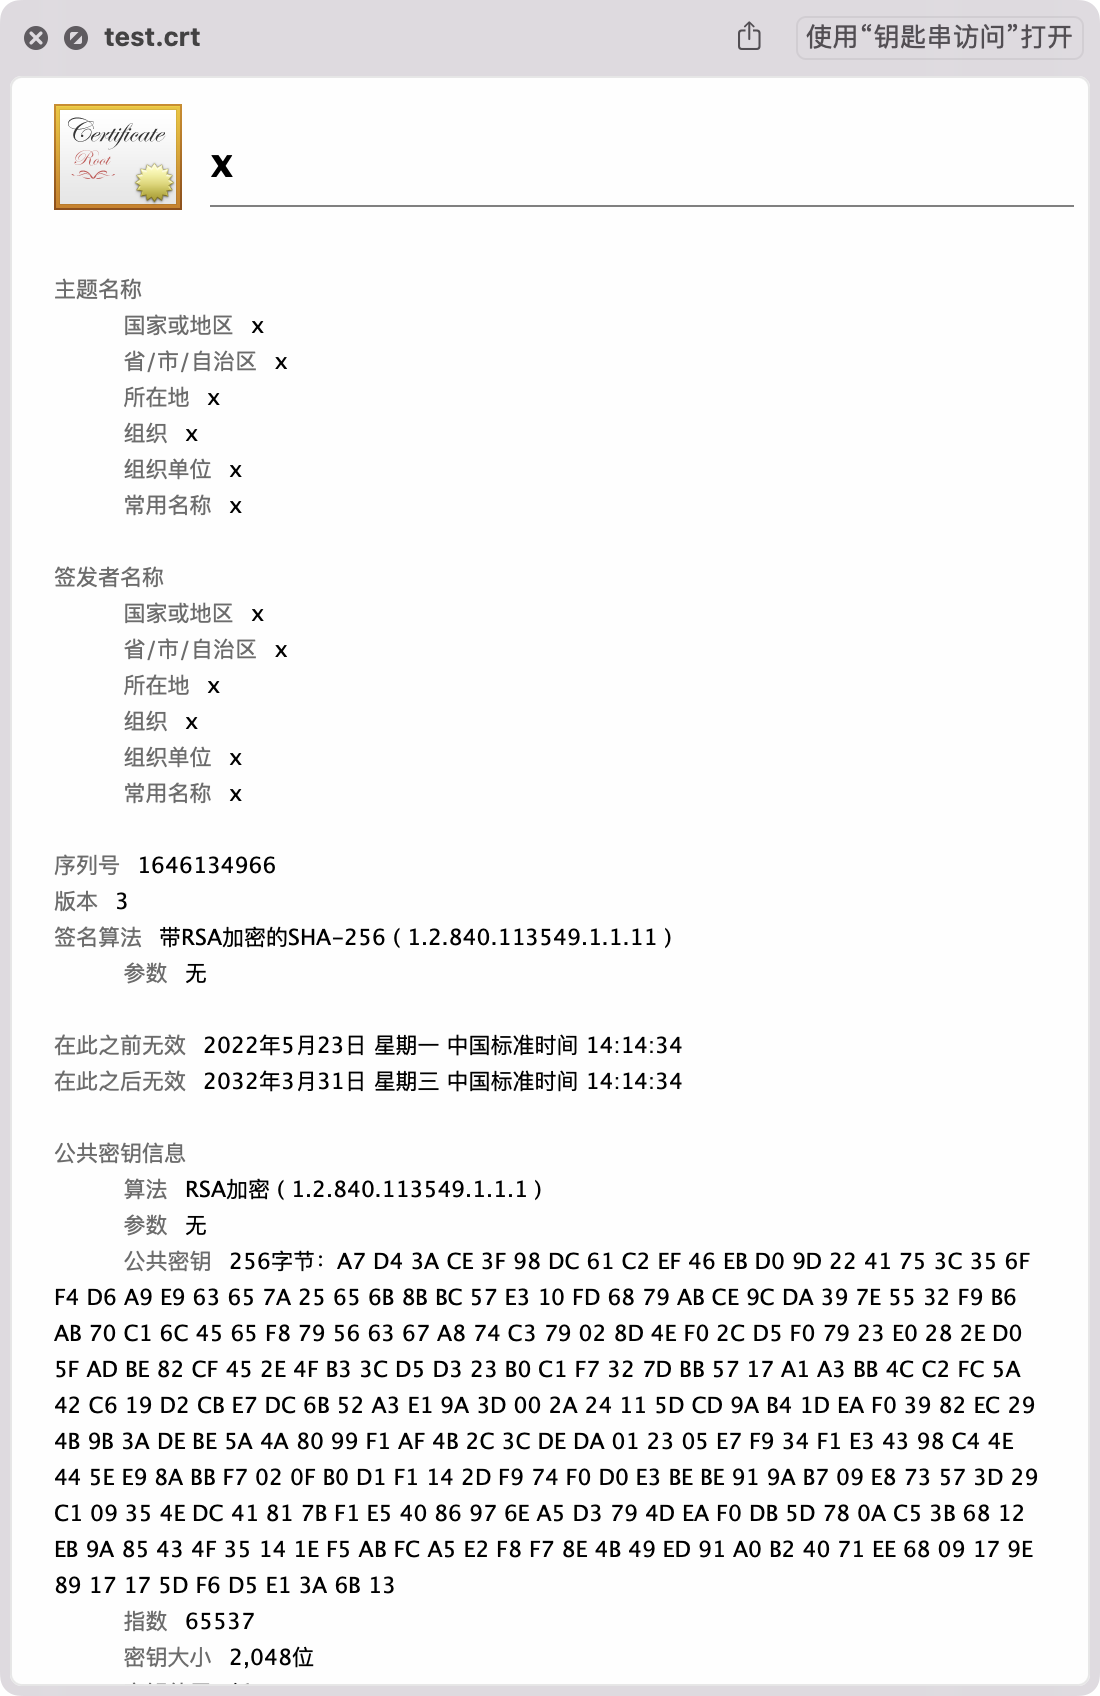 test.crt
使用“钥匙串访问”打开
Certificate
Root
x
主题名称
国家或地区 x
省/市/自治区 x
所在地 x
组织 x
组织单位 x
常用名称 x
签发者名称
国家或地区 x
省/市/自治区 x
所在地 x
组织 x
组织单位 x
常用名称 x
序列号 1646134966
版本 3
签名算法 带RSA加密的SHA-256 ( 1.2.840.113549.1.1.11 )
参数 无
在此之前无效 2022年5月23日 星期一 中国标准时间 14:14:34
在此之后无效 2032年3月31日 星期三 中国标准时间 14:14:34
公共密钥信息
算法 RSA加密 ( 1.2.840.113549.1.1.1 )
参数 无
公共密钥 256字节： A7 D4 3A CE 3F 98 DC 61 C2 EF 46 EB D0 9D 22 41 75 3C 35 6F
F4 D6 A9 E9 63 65 7A 25 65 6B 8B BC 57 E3 10 FD 68 79 AB CE 9C DA 39 7E 55 32 F9 B6
AB 70 C1 6C 45 65 F8 79 56 63 67 A8 74 C3 79 02 8D 4E F0 2C D5 F0 79 23 E0 28 2E D0
5F AD BE 82 CF 45 2E 4F B3 3C D5 D3 23 B0 C1 F7 32 7D BB 57 17 A1 A3 BB 4C C2 FC 5A
42 C6 19 D2 CB E7 DC 6B 52 A3 E1 9A 3D 00 2A 24 11 5D CD 9A B4 1D EA F0 39 82 EC 29
4B 9B 3A DE BE 5A 4A 80 99 F1 AF 4B 2C 3C DE DA 01 23 05 E7 F9 34 F1 E3 43 98 C4 4E
44 5E E9 8A BB F7 02 0F B0 D1 F1 14 2D F9 74 F0 D0 E3 BE BE 91 9A B7 09 E8 73 57 3D 29
C1 09 35 4E DC 41 81 7B F1 E5 40 86 97 6E A5 D3 79 4D EA F0 DB 5D 78 0A C5 3B 68 12
EB 9A 85 43 4F 35 14 1E F5 AB FC A5 E2 F8 F7 8E 4B 49 ED 91 A0 B2 40 71 EE 68 09 17 9E
89 17 17 5D F6 D5 E1 3A 6B 13
指数 65537
密钥大小 2,048位